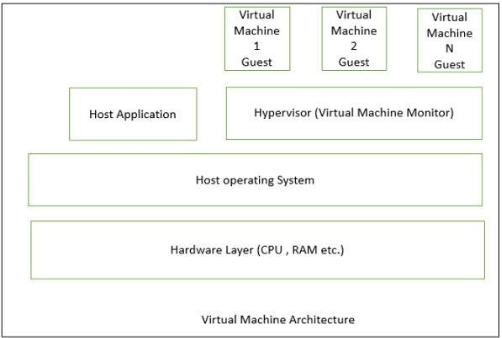 Virtual
Machine
1
Guest
Virtual
Machine
2
Guest
Virtual
Machine
N
Guest
Host Application
Hypervisor (Virtual Machine Monitor)
Host operating System
Hardware Layer (CPU , RAM etc.)
Virtual Machine Architecture